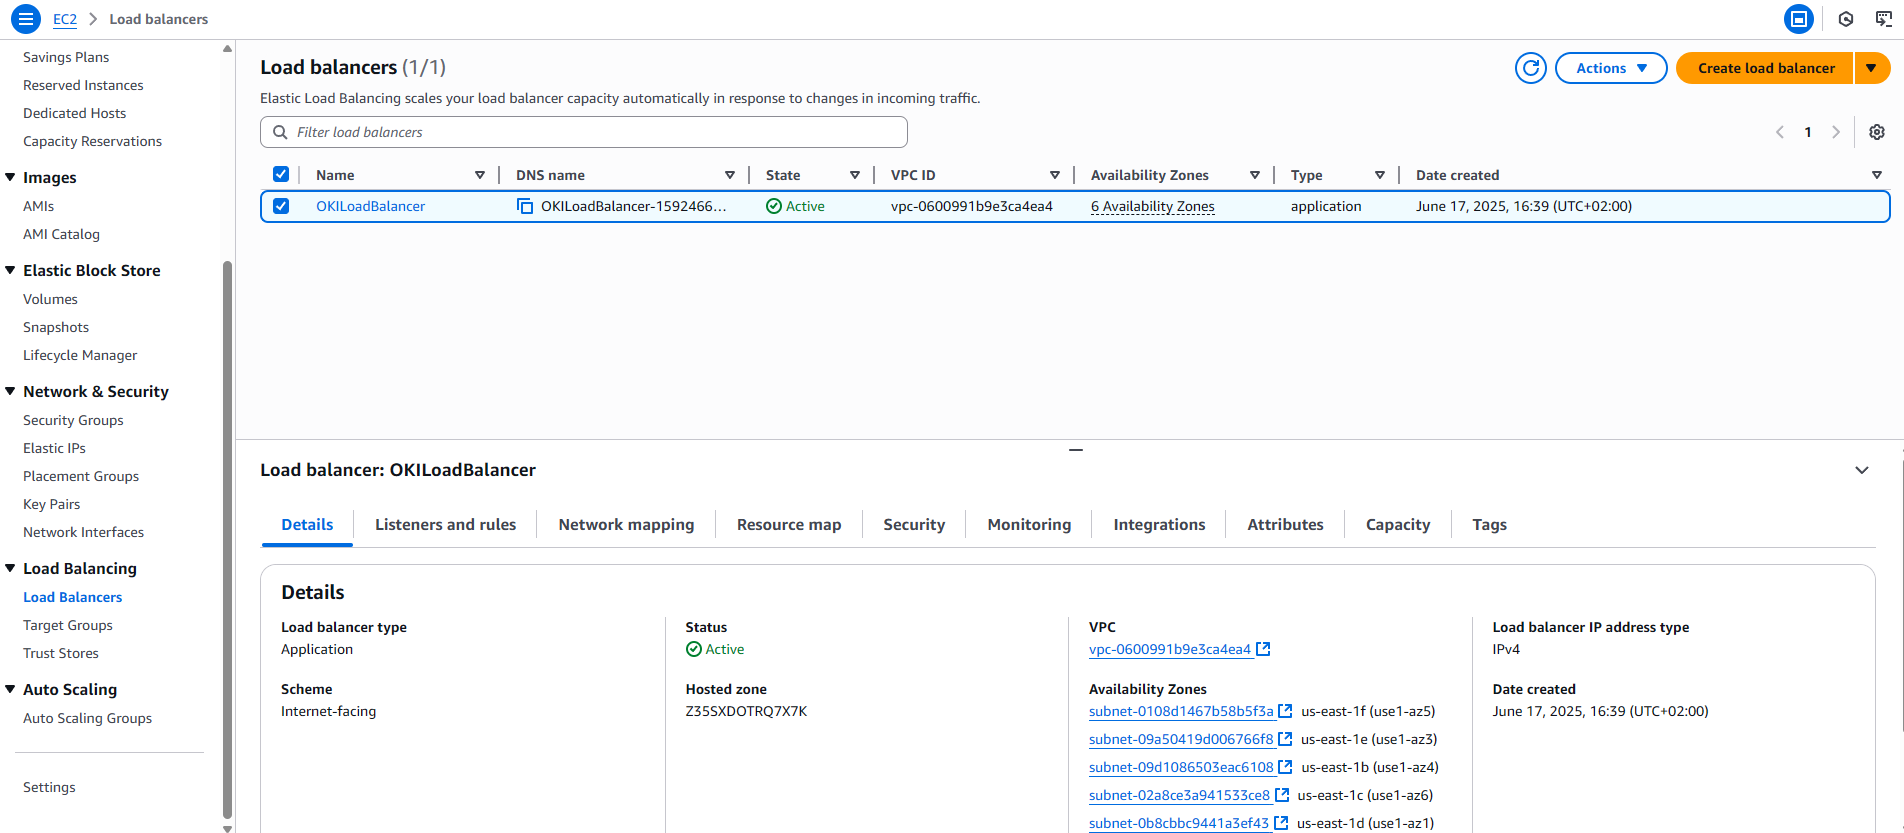 EC2 > Load balancers
Savings Plans
Reserved Instances
Dedicated Hosts
Capacity Reservations
Images
AMIs
AMI Catalog
Elastic Block Store
Volumes
Snapshots
Lifecycle Manager
Network & Security
Security Groups
Elastic IPs
Placement Groups
Key Pairs
Network Interfaces
Load Balancing
Load Balancers
Target Groups
Trust Stores
Auto Scaling
Auto Scaling Groups
Settings
Load balancers (1/1)
Actions
Create load balancer
Elastic Load Balancing scales your load balancer capacity automatically in response to changes in incoming traffic.
Filter load balancers
1
Name DNS name State VPC ID Availability Zones Type Date created
OKILoadBalancer OKILoadBalancer-1592466... Active vpc-0600991b9e3ca4ea4 6 Availability Zones application June 17, 2025, 16:39 (UTC+02:00)
Load balancer: OKILoadBalancer
Details Listeners and rules Network mapping Resource map Security Monitoring Integrations Attributes Capacity Tags
Details
Load balancer type
Application
Scheme
Internet-facing
Status
Active
Hosted zone
Z35SXDOTRQ7X7K
VPC
vpc-0600991b9e3ca4ea4
Availability Zones
subnet-0108d1467b58b5f3a us-east-1f (use1-az5)
subnet-09a50419d006766f8 us-east-1e (use1-az3)
subnet-09d1086503eac6108 us-east-1b (use1-az4)
subnet-02a8ce3a941533ce8 us-east-1c (use1-az6)
subnet-0b8cbbc9441a3ef43 us-east-1d (use1-az1)
Load balancer IP address type
IPv4
Date created
June 17, 2025, 16:39 (UTC+02:00)